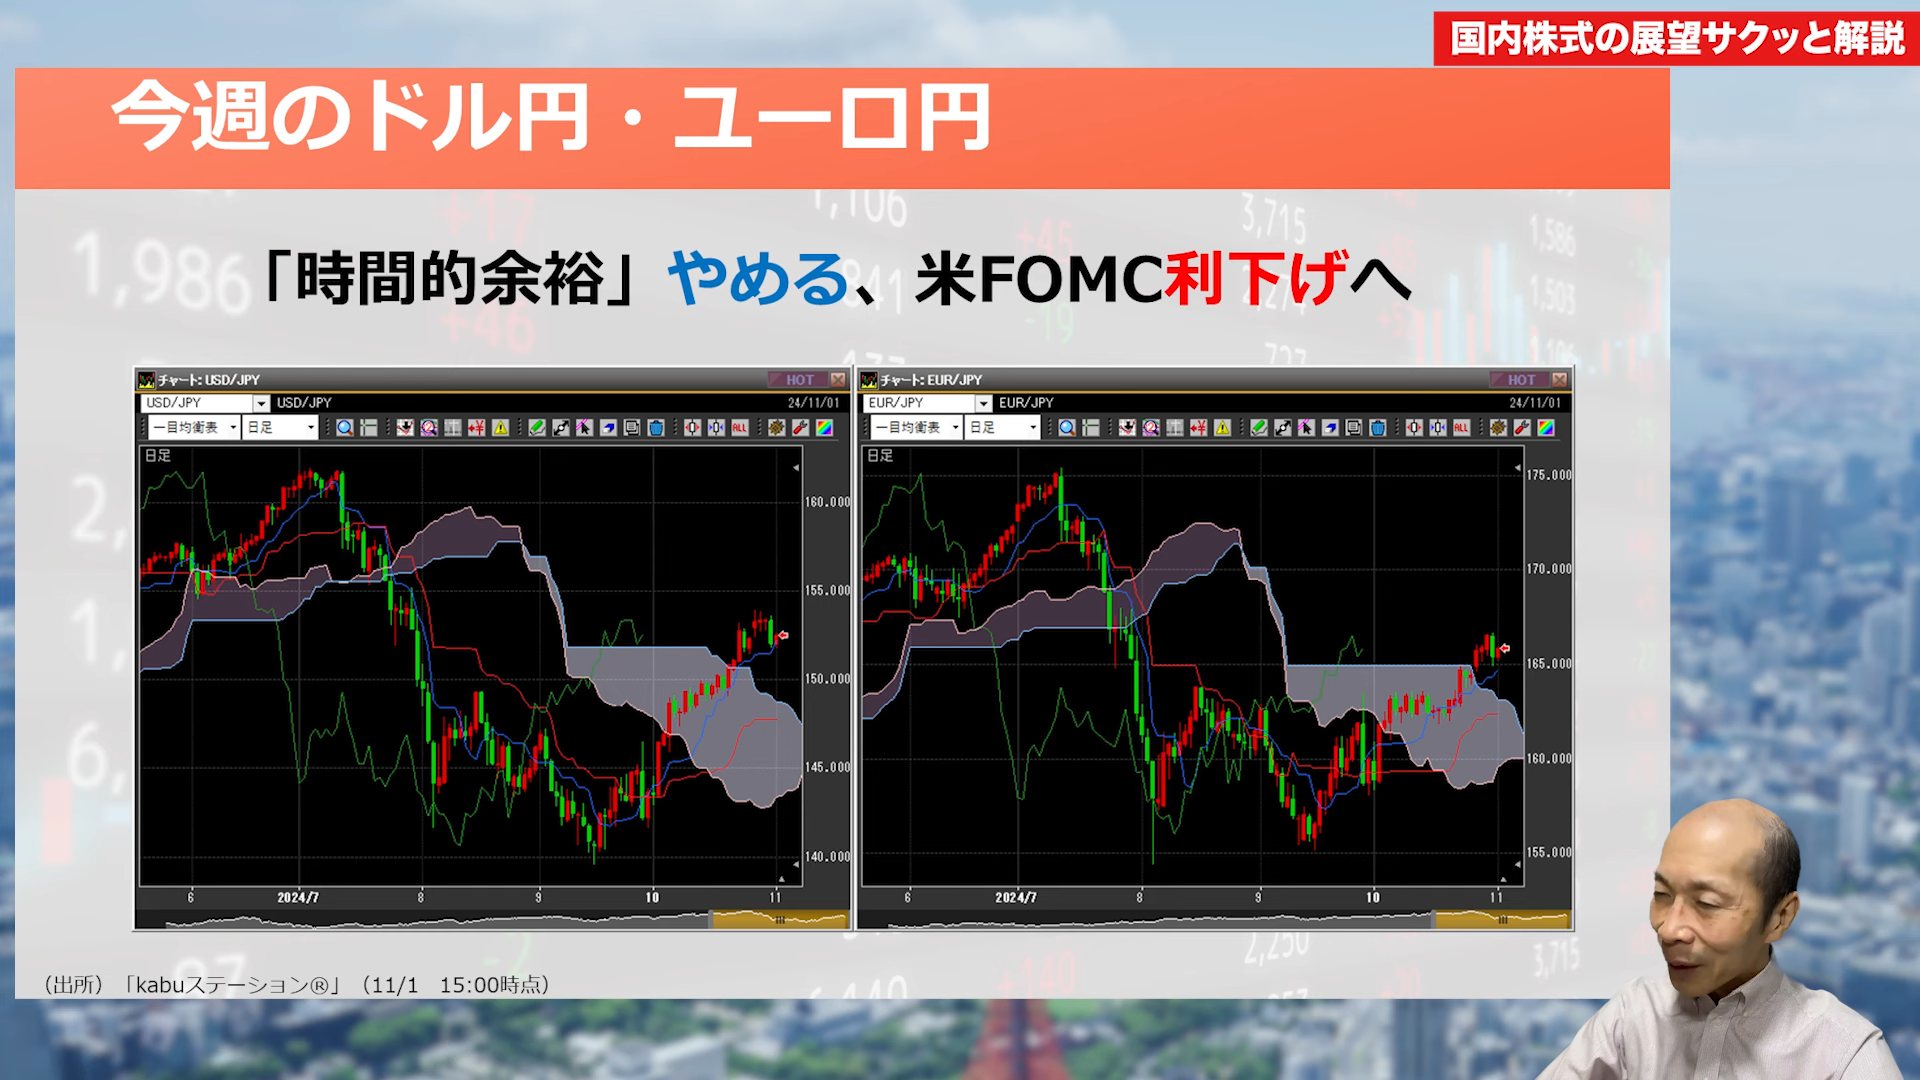 国内株式の展望サクッと解説
今週のドル円・ユーロ円
「時間的余裕」やめる、米FOMC利下げへ
チャート: USD/JPY
HOT
USD/JPY
USD/JPY
24/11/01
一目均衡表
日足
ALL
日足
160.000
155.000
150.000
145.000
140.000
6
2024/7
8
9
10
11
チャート: EUR/JPY
HOT
EUR/JPY
EUR/JPY
24/11/01
一目均衡表
日足
ALL
日足
175.000
170.000
165.000
160.000
155.000
6
2024/7
8
9
10
11
（出所）「kabuステーション®」（11/1　15:00時点）